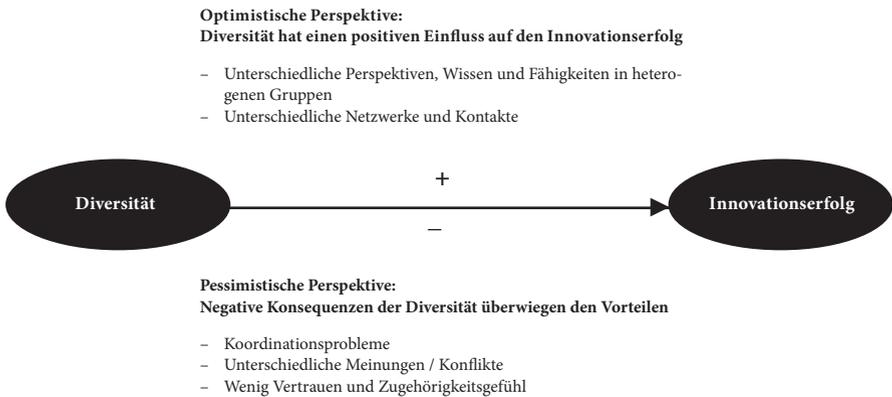 Optimistische Perspektive:
Diversität hat einen positiven Einfluss auf den Innovationserfolg
– Unterschiedliche Perspektiven, Wissen und Fähigkeiten in hetero-
genen Gruppen
– Unterschiedliche Netzwerke und Kontakte
+
Diversität
Innovationserfolg
–
Pessimistische Perspektive:
Negative Konsequenzen der Diversität überwiegen den Vorteilen
– Koordinationsprobleme
– Unterschiedliche Meinungen / Konflikte
– Wenig Vertrauen und Zugehörigkeitsgefühl